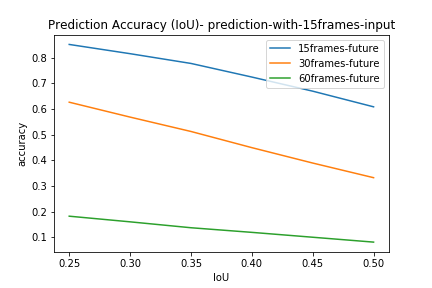 Prediction Accuracy (IoU)- prediction-with-15frames-input
15frames-future
30frames-future
60frames-future
accuracy
0.8
0.7
0.6
0.5
0.4
0.3
0.2
0.1
0.25 0.30 0.35 0.40 0.45 0.50
IoU